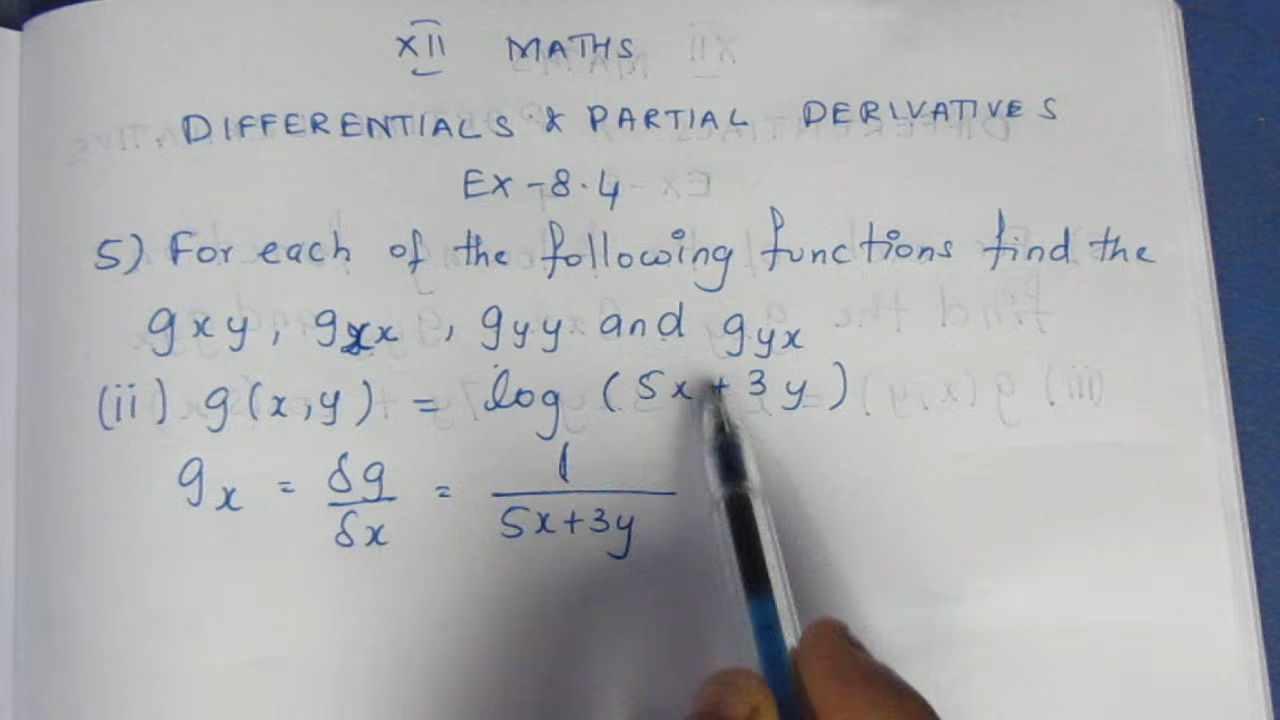 XII MATHS
DIFFERENTIALS & PARTIAL DERIVATIVES
EX - 8.4
5) For each of the following functions find the
gxy, gxx, gyy and gyx
(ii) g(x,y) = log (5x+3y)
gx = δg/δx = 1/(5x+3y)